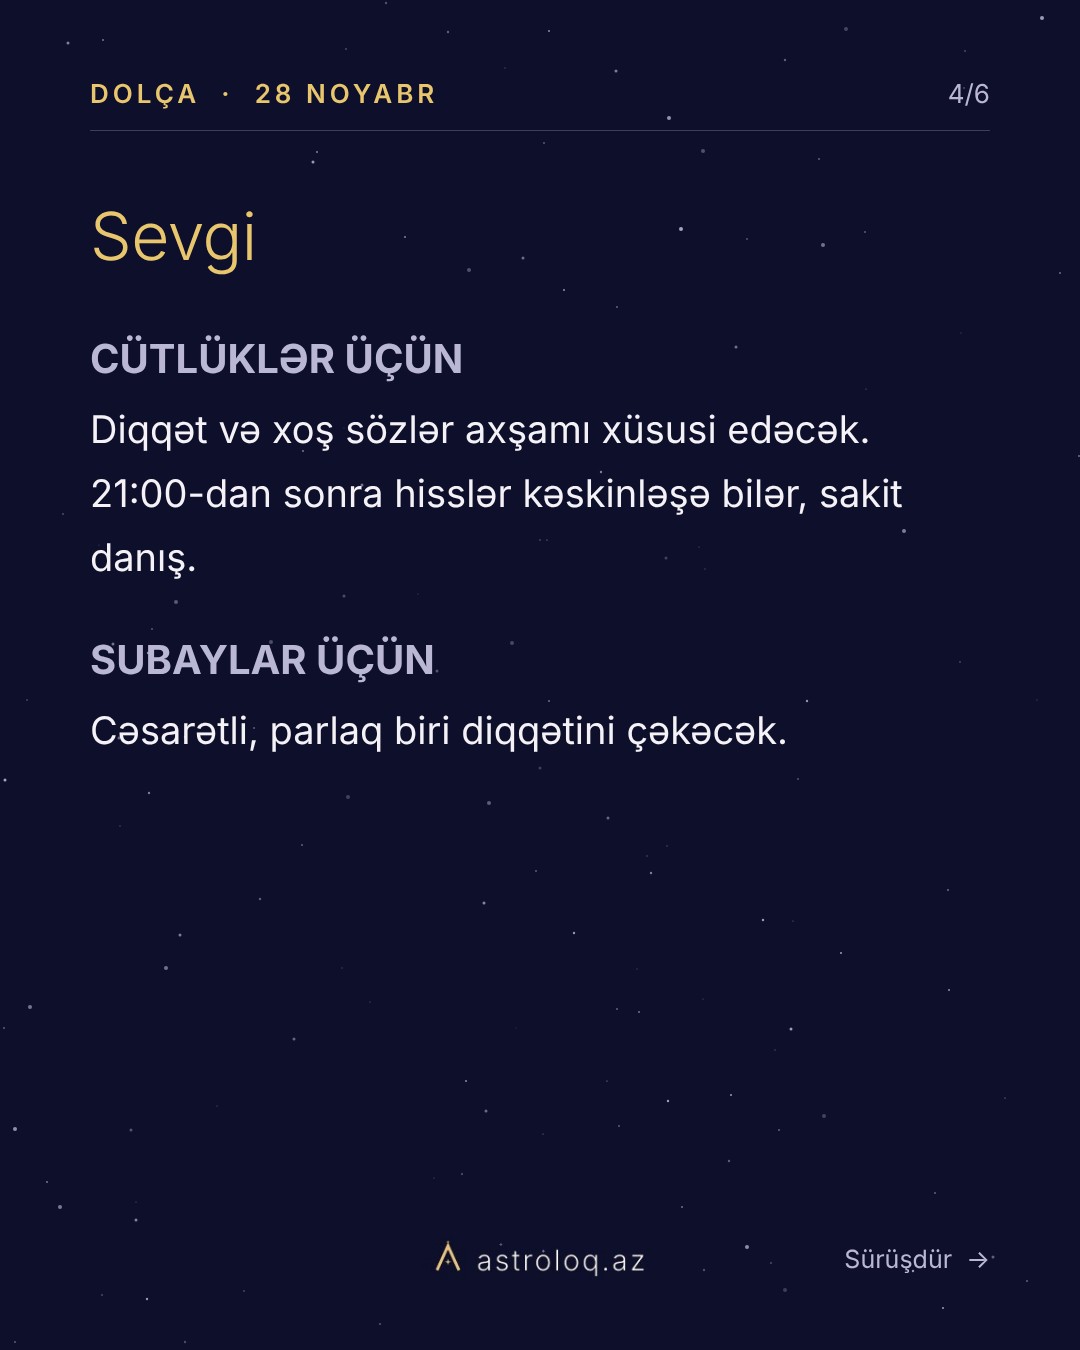 DOLÇA · 28 NOYABR
4/6
Sevgi
CÜTLÜKLƏR ÜÇÜN
Diqqət və xoş sözlər axşamı xüsusi edəcək.
21:00-dan sonra hisslər kəskinləşə bilər, sakit
danış.
SUBAYLAR ÜÇÜN
Cəsarətli, parlaq biri diqqətini çəkəcək.
astroloq.az
Sürüşdür →